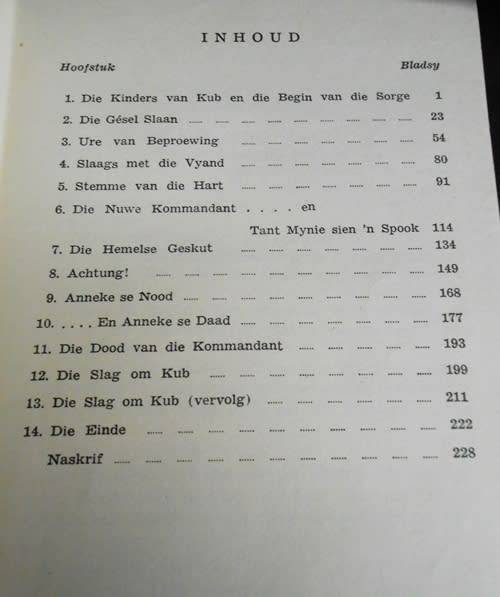 INHOUD
Hoofstuk Bladsy
1. Die Kinders van Kub en die Begin van die Sorge 1
2. Die Gésel Slaan ........ 23
3. Ure van Beproewing ........ 54
4. Slaags met die Vyand ........ 80
5. Stemme van die Hart ........ 91
6. Die Nuwe Kommandant . . . . en
Tant Mynie sien 'n Spook 114
7. Die Hemelse Geskut ........ 134
8. Achtung! ........ 149
9. Anneke se Nood ........ 168
10. . . . . En Anneke se Daad ........ 177
11. Die Dood van die Kommandant ........ 193
12. Die Slag om Kub ........ 199
13. Die Slag om Kub (vervolg) ........ 211
14. Die Einde ........ 222
Naskrif ........ 228